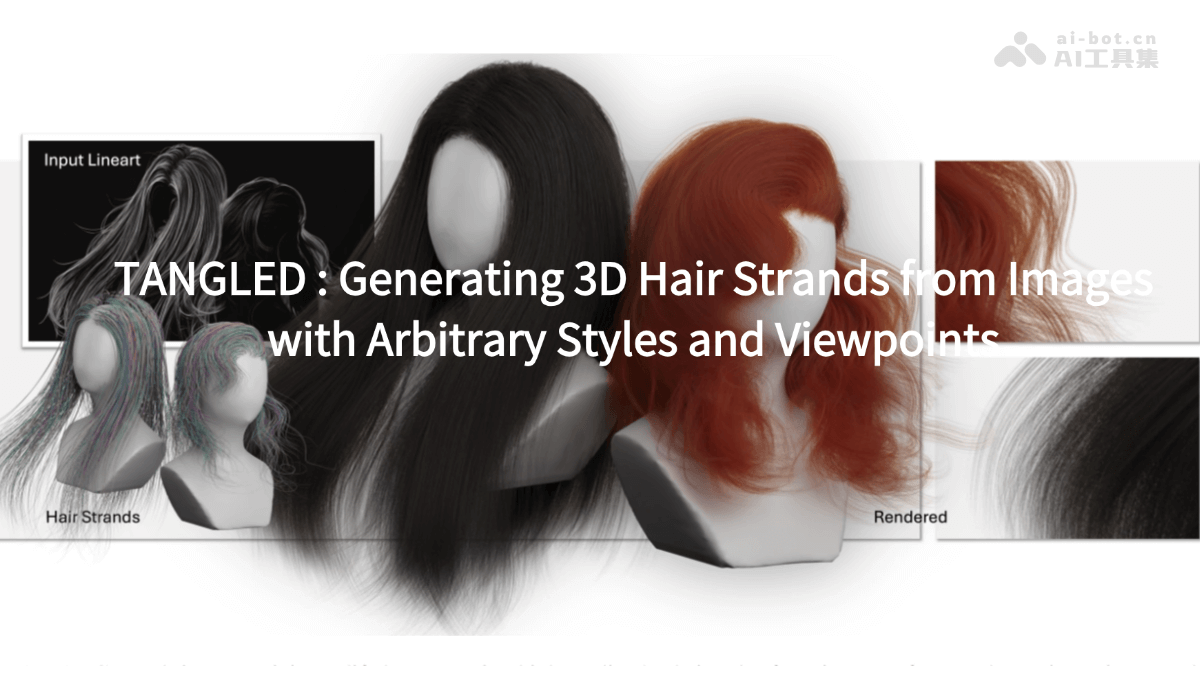 ai-bot.cn
AI工具集
Input Lineart
TANGLED : Generating 3D Hair Strands from Images
with Arbitrary Styles and Viewpoints
Hair Strands
Rendered